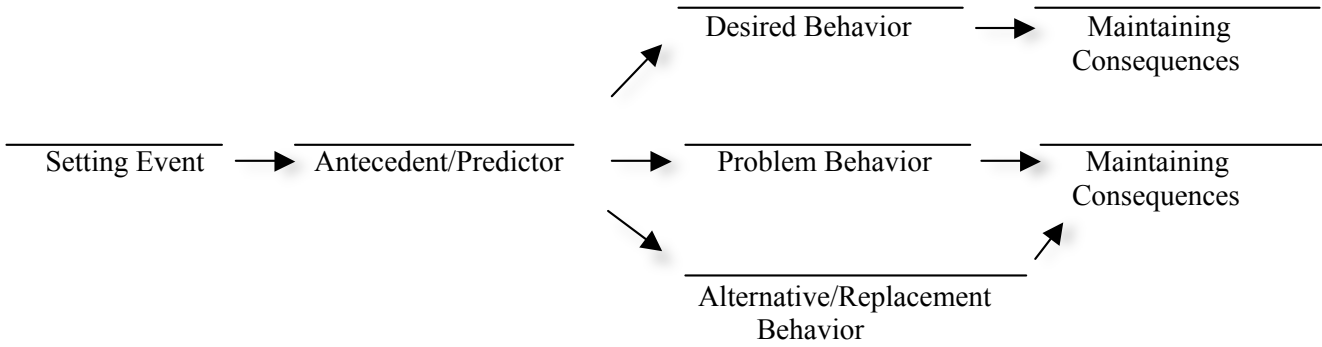 Desired Behavior
Maintaining
Consequences
Setting Event
Antecedent/Predictor
Problem Behavior
Maintaining
Consequences
Alternative/Replacement
Behavior